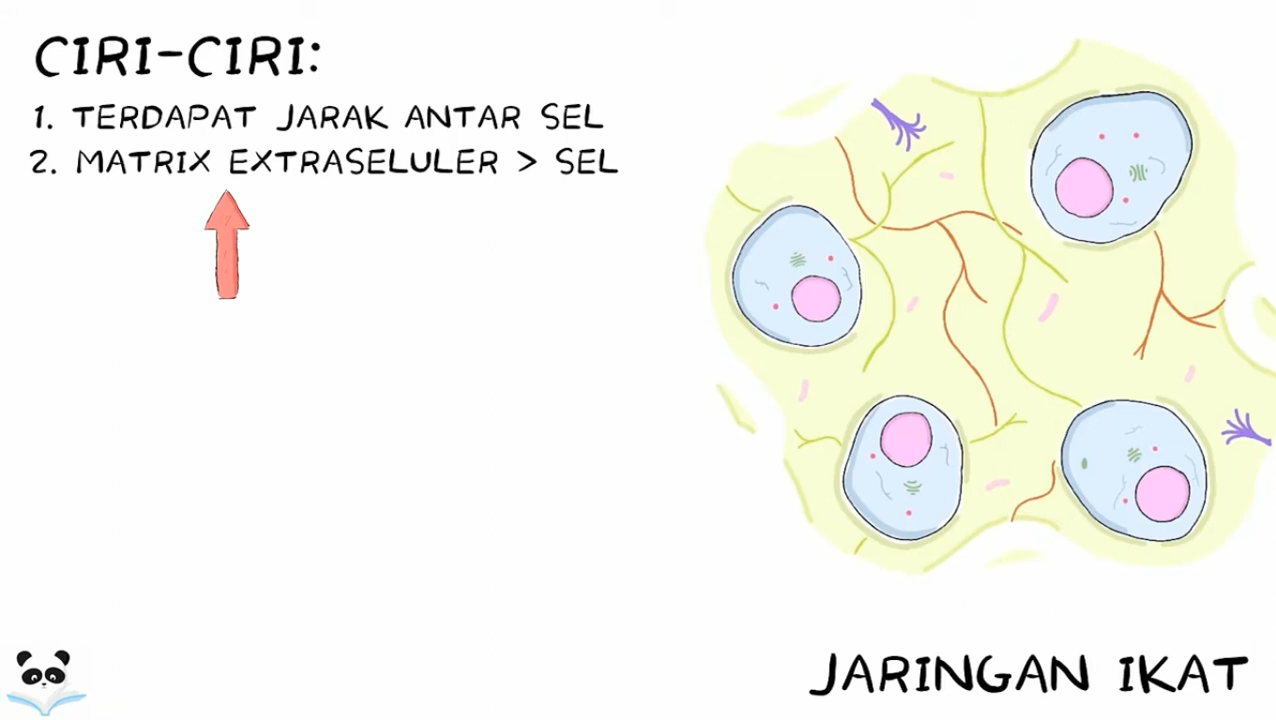 CIRI-CIRI:
1. TERDAPAT JARAK ANTAR SEL
2. MATRIX EXTRASELULER > SEL
JARINGAN IKAT